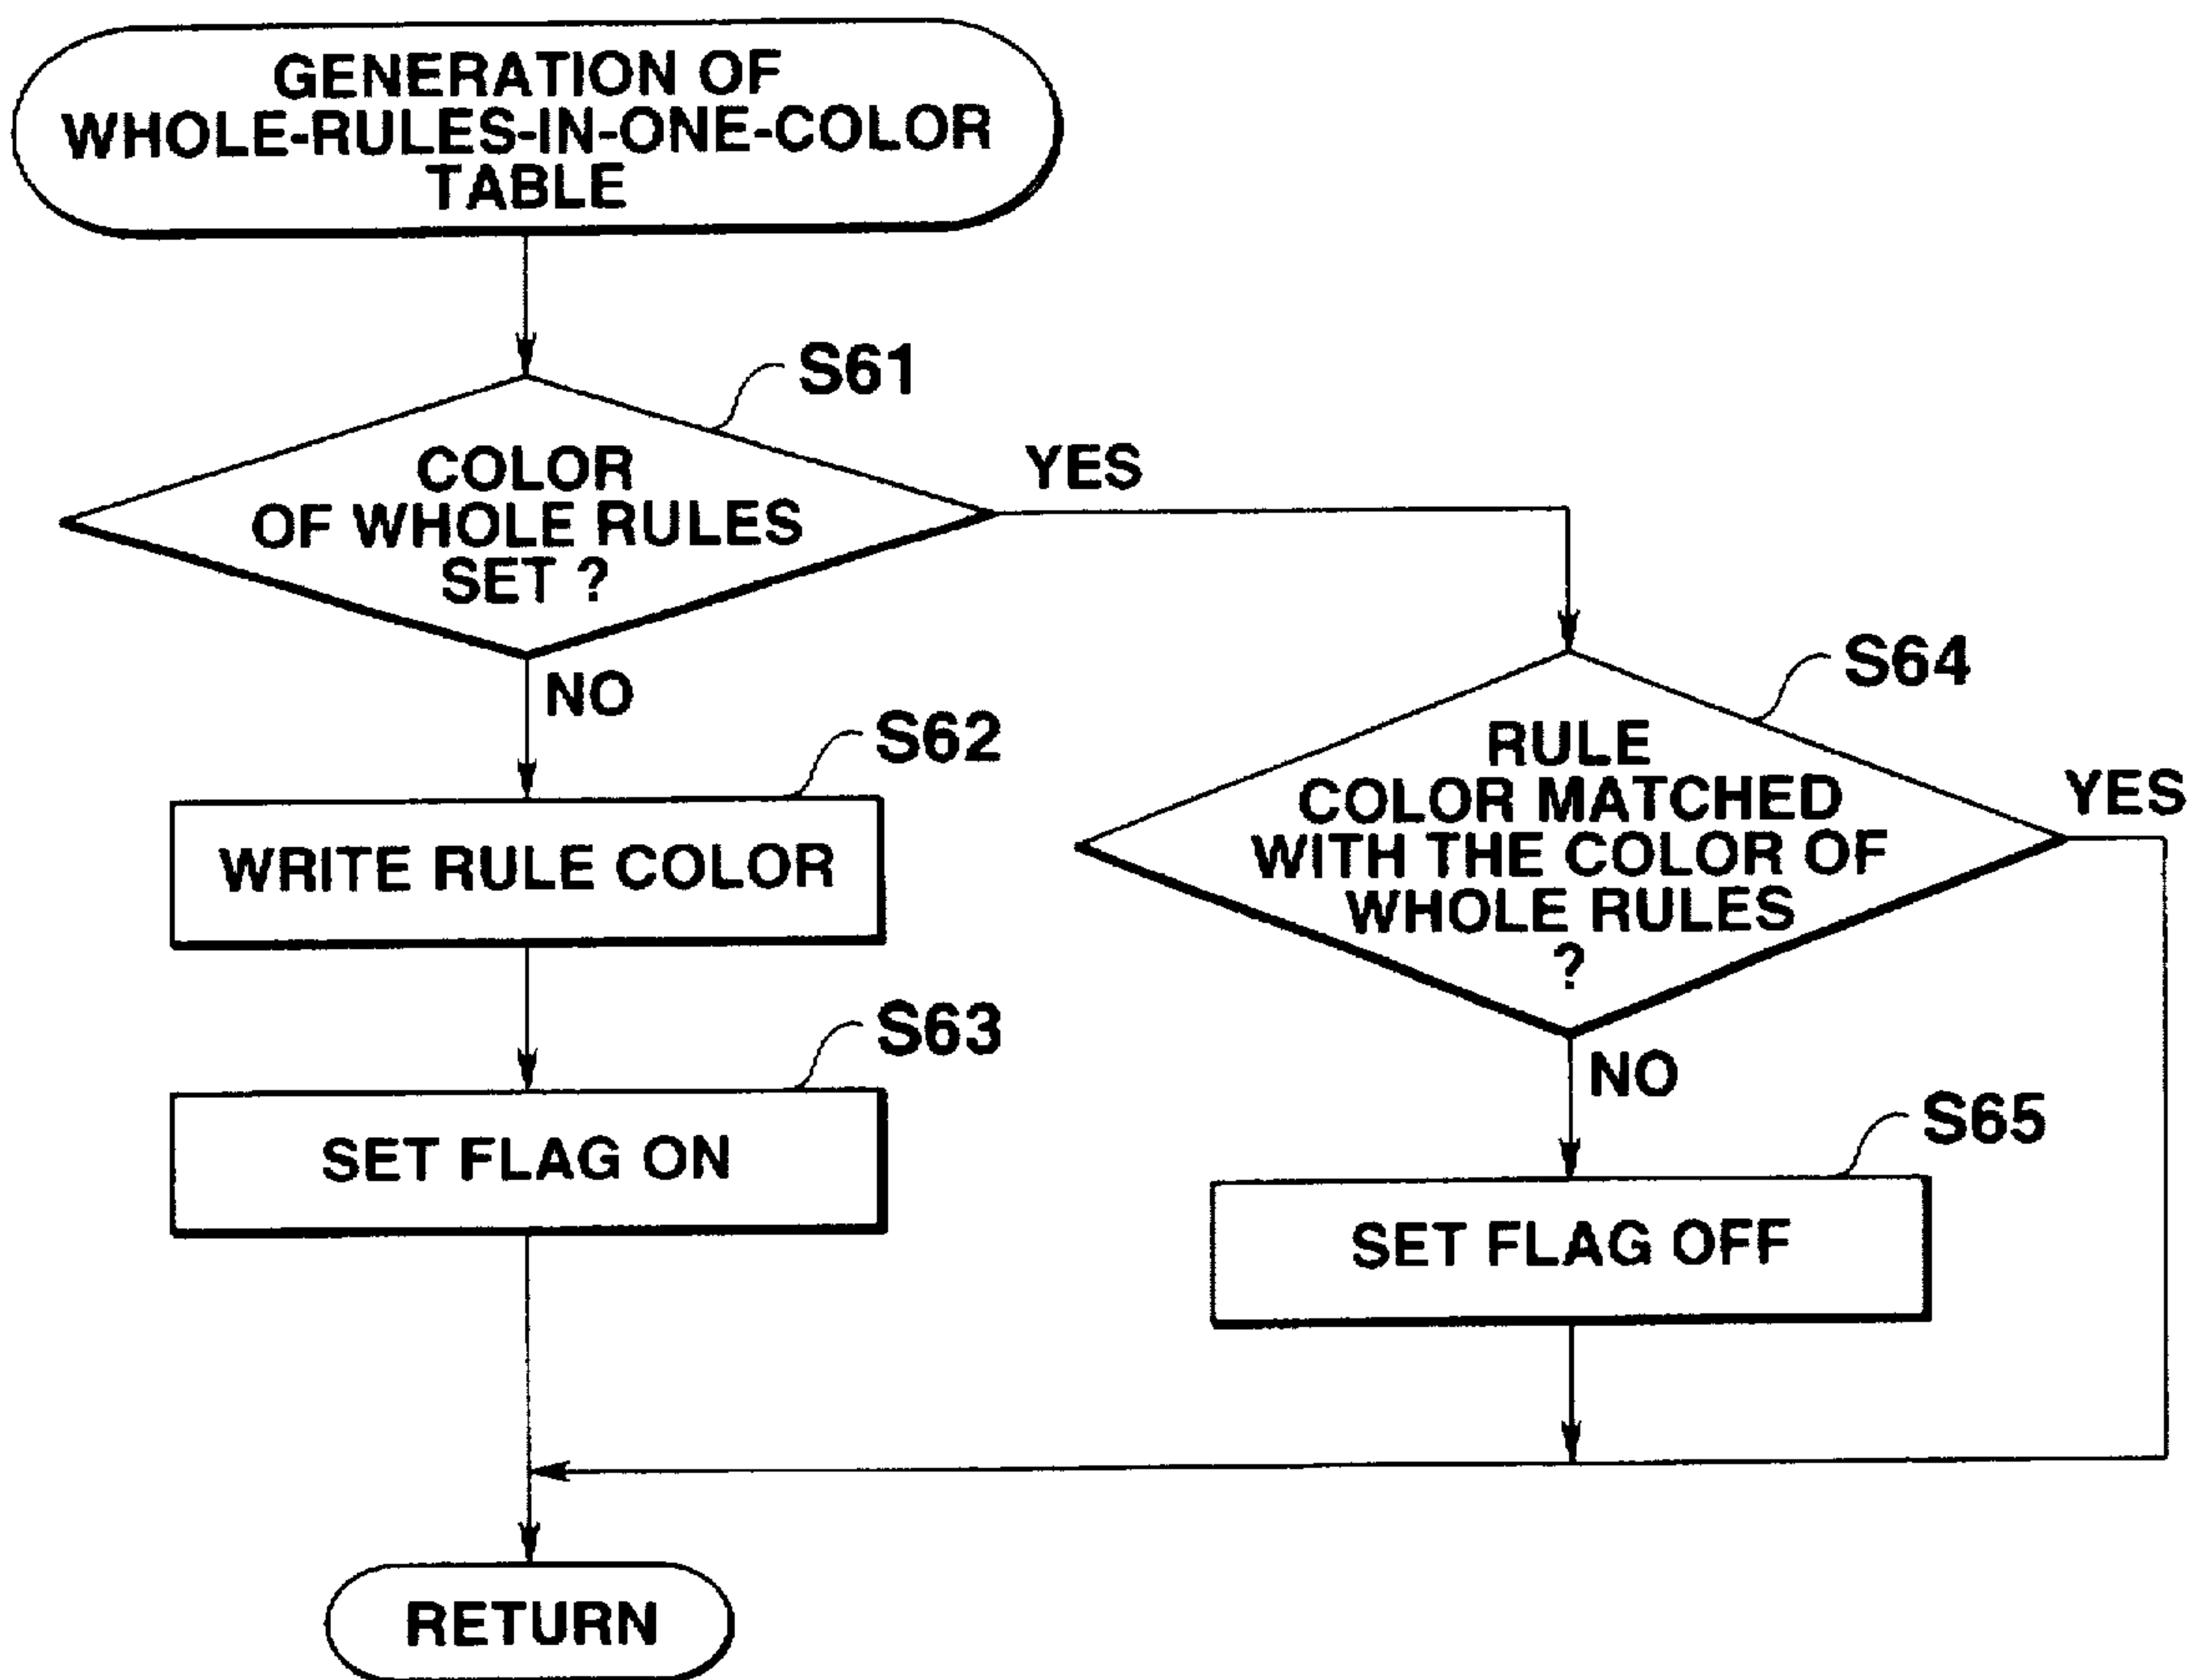 GENERATION OF
WHOLE-RULES-IN-ONE-COLOR
TABLE
S61
COLOR
OF WHOLE RULES
SET ?
YES
NO
S62
WRITE RULE COLOR
S63
SET FLAG ON
S64
RULE
COLOR MATCHED
WITH THE COLOR OF
WHOLE RULES
?
YES
NO
S65
SET FLAG OFF
RETURN